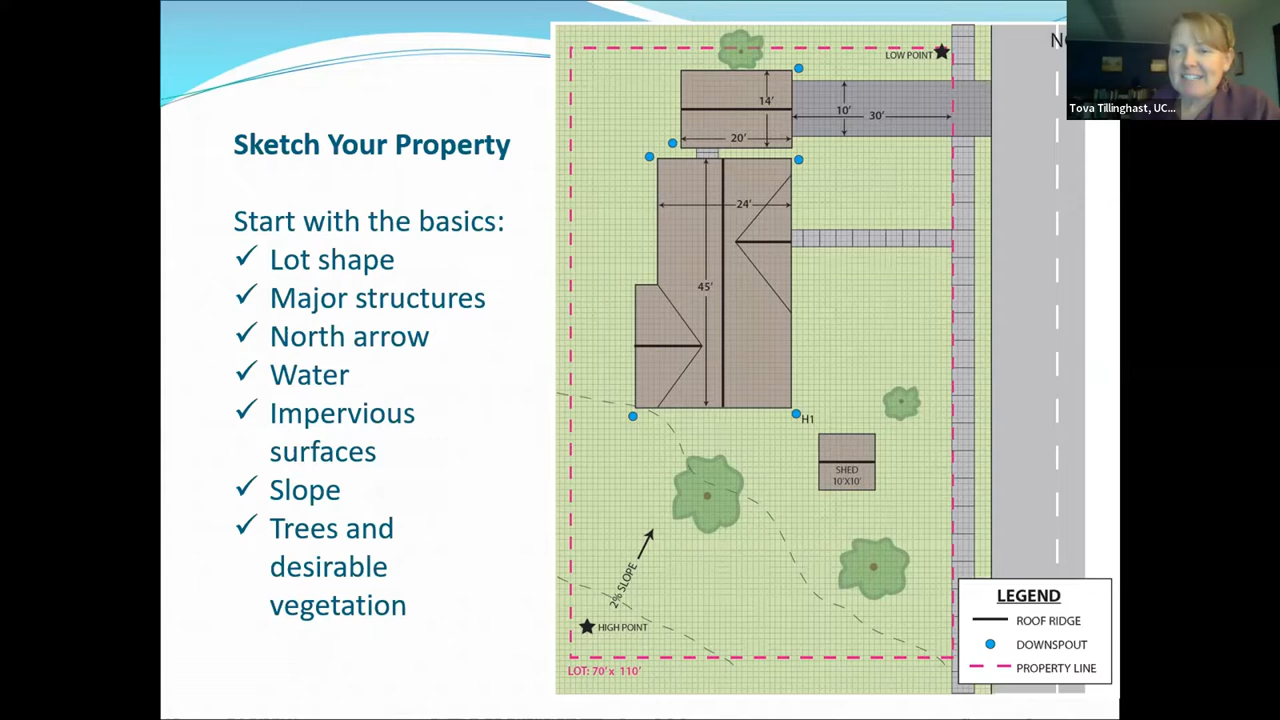 Sketch Your Property
Start with the basics:
✓ Lot shape
✓ Major structures
✓ North arrow
✓ Water
✓ Impervious
surfaces
✓ Slope
✓ Trees and
desirable
vegetation
LOW POINT
14'
20'
10'
30'
24'
45'
H1
SHED
10'X10'
2% SLOPE
HIGH POINT
LOT: 70' x 110'
LEGEND
ROOF RIDGE
DOWNSPOUT
PROPERTY LINE
Tova Tillinghast, UC...